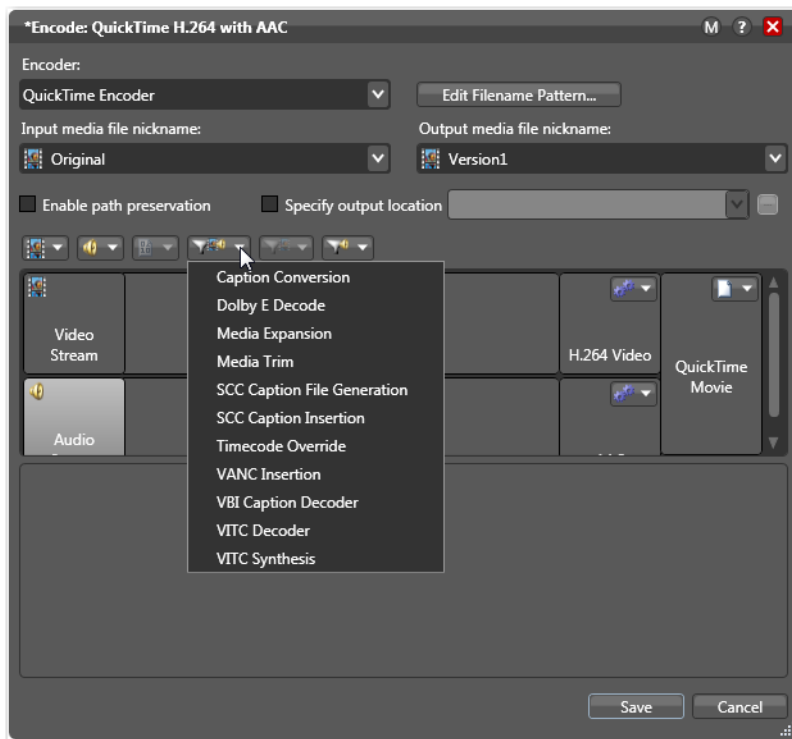 *Encode: QuickTime H.264 with AAC
M ?
Encoder:
QuickTime Encoder
Edit Filename Pattern...
Input media file nickname:
Output media file nickname:
Original
Version1
Enable path preservation
Specify output location
Caption Conversion
Dolby E Decode
Media Expansion
Media Trim
SCC Caption File Generation
SCC Caption Insertion
Timecode Override
VANC Insertion
VBI Caption Decoder
VITC Decoder
VITC Synthesis
Video
Stream
H.264 Video
QuickTime
Movie
Audio
Save
Cancel